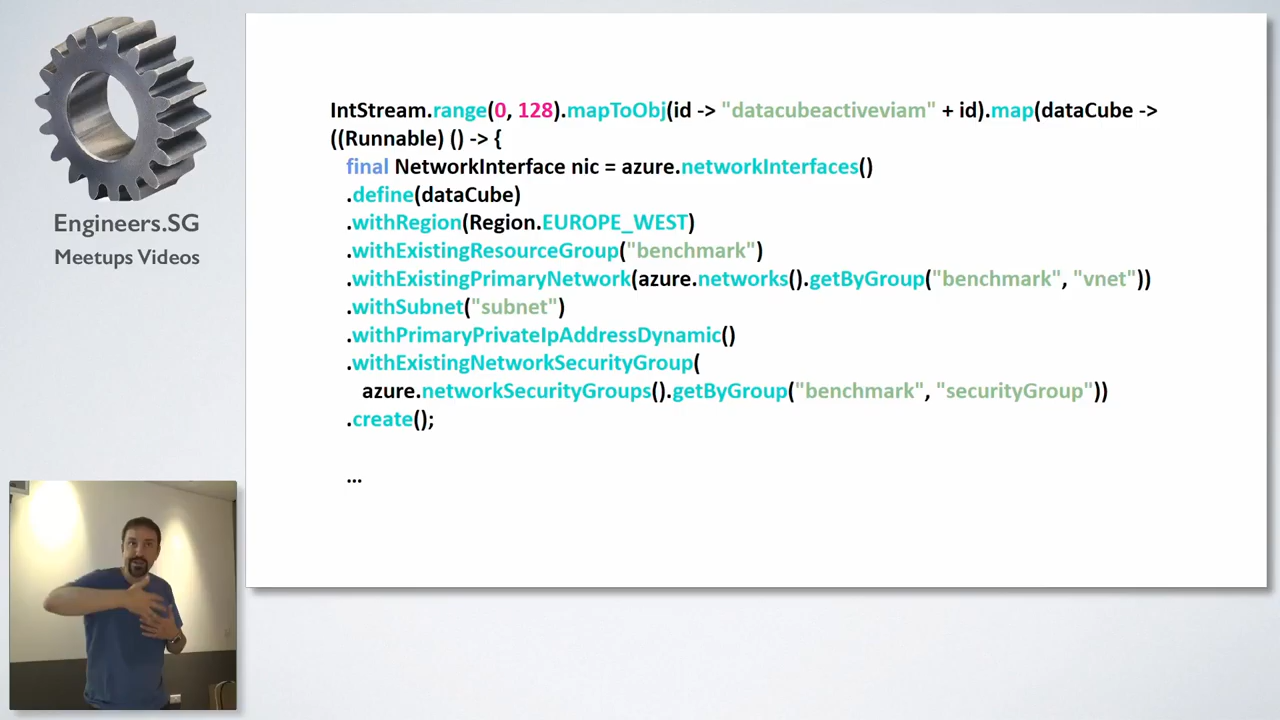 Engineers.SG
Meetups Videos
IntStream.range(0, 128).mapToObj(id -> "datacubeactiveviam" + id).map(dataCube ->
((Runnable) () -> {
final NetworkInterface nic = azure.networkInterfaces()
.define(dataCube)
.withRegion(Region.EUROPE_WEST)
.withExistingResourceGroup("benchmark")
.withExistingPrimaryNetwork(azure.networks().getByGroup("benchmark", "vnet"))
.withSubnet("subnet")
.withPrimaryPrivateIpAddressDynamic()
.withExistingNetworkSecurityGroup(
azure.networkSecurityGroups().getByGroup("benchmark", "securityGroup"))
.create();
...